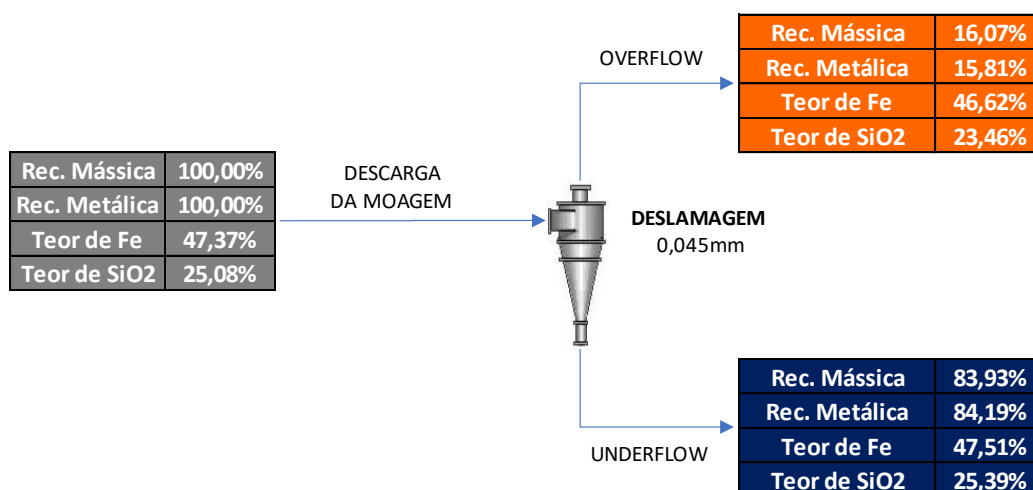 OVERFLOW
Rec. Mássica 16,07%
Rec. Metálica 15,81%
Teor de Fe 46,62%
Teor de SiO2 23,46%
Rec. Mássica 100,00%
Rec. Metálica 100,00%
Teor de Fe 47,37%
Teor de SiO2 25,08%
DESCARGA
DA MOAGEM
DESLAMAGEM
0,045mm
UNDERFLOW
Rec. Mássica 83,93%
Rec. Metálica 84,19%
Teor de Fe 47,51%
Teor de SiO2 25,39%